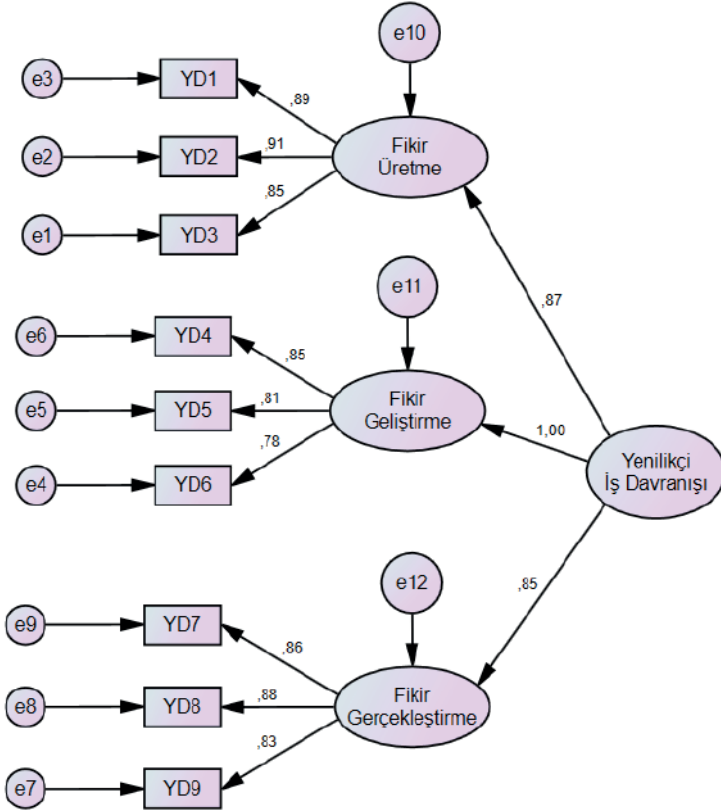 e10
e3
YD1
,89
e2
YD2
,91
Fikir
Üretme
,85
e1
YD3
e11
,87
e6
YD4
,85
e5
YD5
,81
Fikir
Geliştirme
1,00
,78
e4
YD6
Yenilikçi
İş Davranışı
e12
,85
e9
YD7
,86
e8
YD8
,88
Fikir
Gerçekleştirme
,83
e7
YD9